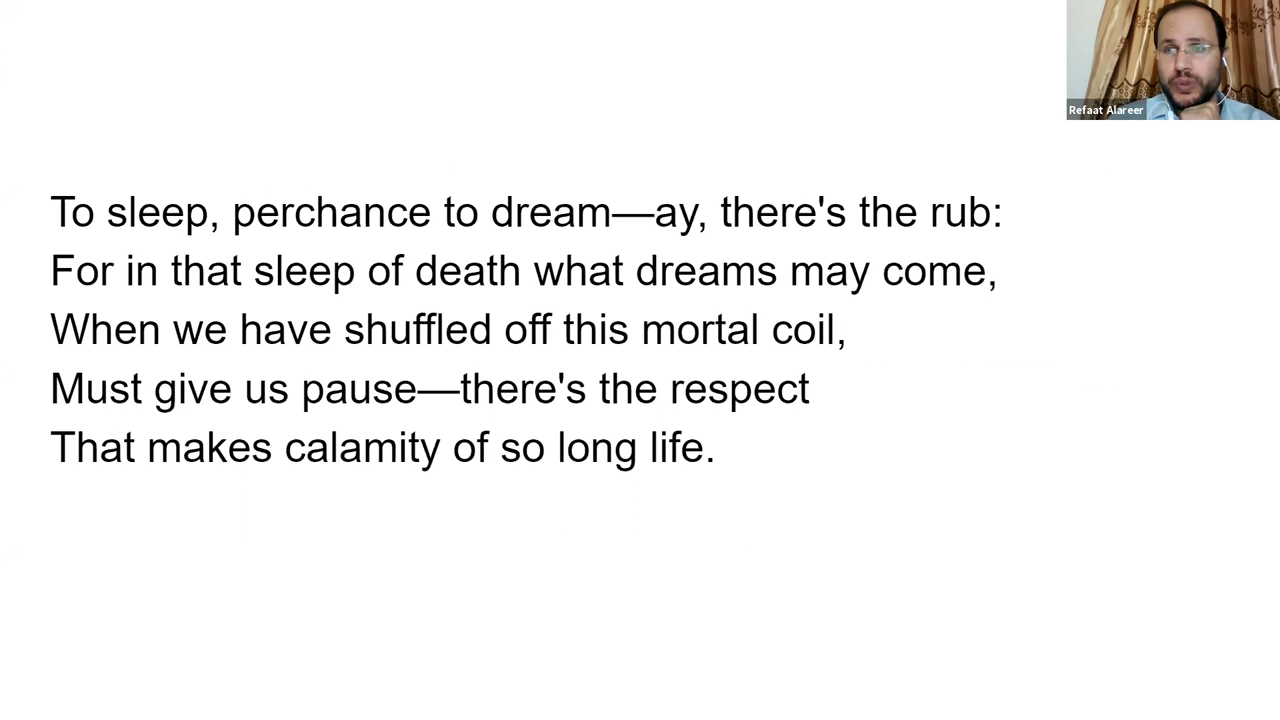 Refaat Alareer
To sleep, perchance to dream—ay, there's the rub:
For in that sleep of death what dreams may come,
When we have shuffled off this mortal coil,
Must give us pause—there's the respect
That makes calamity of so long life.